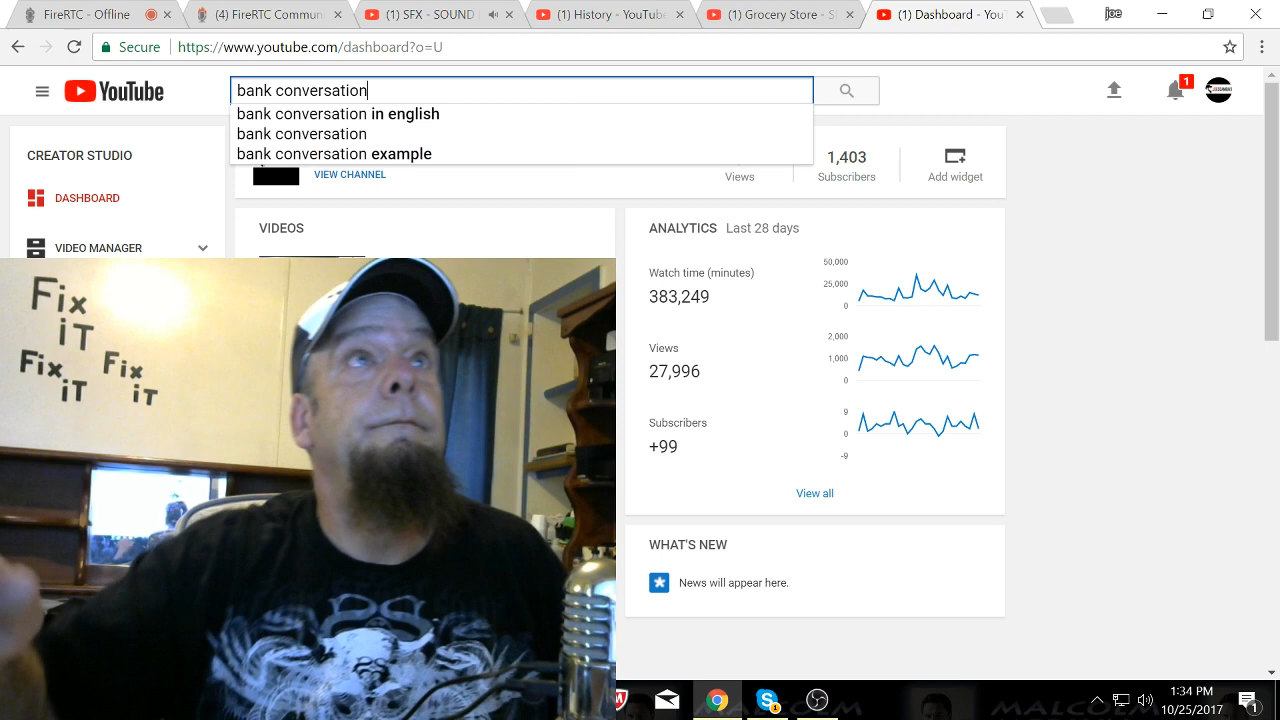 (1) FireRTC - Offline
(4) FireRTC - Incoming
(1) SFX - SOUND
(1) History - YouTube
(1) Grocery Store - S
(1) Dashboard - You
joe
Secure https://www.youtube.com/dashboard?o=U
YouTube
bank conversation
1
bank conversation in english
bank conversation
bank conversation example
CREATOR STUDIO
DASHBOARD
VIDEO MANAGER
VIEW CHANNEL
Views
1,403
Subscribers
Add widget
VIDEOS
ANALYTICS Last 28 days
Watch time (minutes)
383,249
50,000
25,000
0
Views
27,996
2,000
1,000
0
Subscribers
+99
9
0
-9
View all
WHAT'S NEW
News will appear here.
Fix
iT
Fix Fix
iT iT
1
1:34 PM
10/25/2017
1